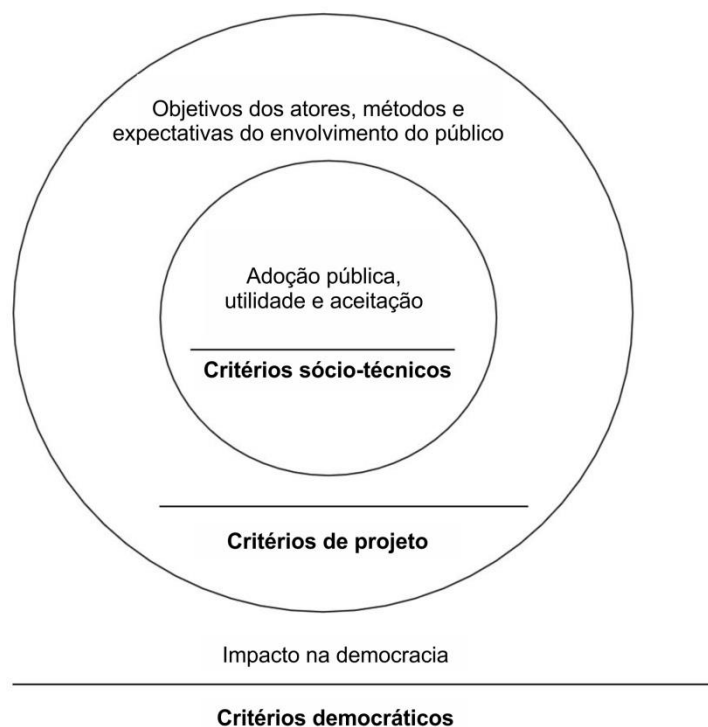 Objetivos dos atores, métodos e
expectativas do envolvimento do público
Adoção pública,
utilidade e aceitação
Critérios sócio-técnicos
Critérios de projeto
Impacto na democracia
Critérios democráticos